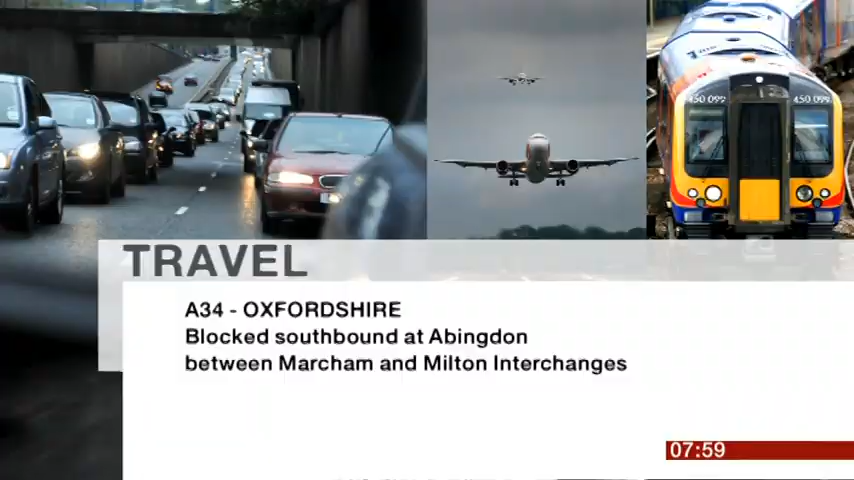 450 099
450 099
TRAVEL
A34 - OXFORDSHIRE
Blocked southbound at Abingdon
between Marcham and Milton Interchanges
07:59